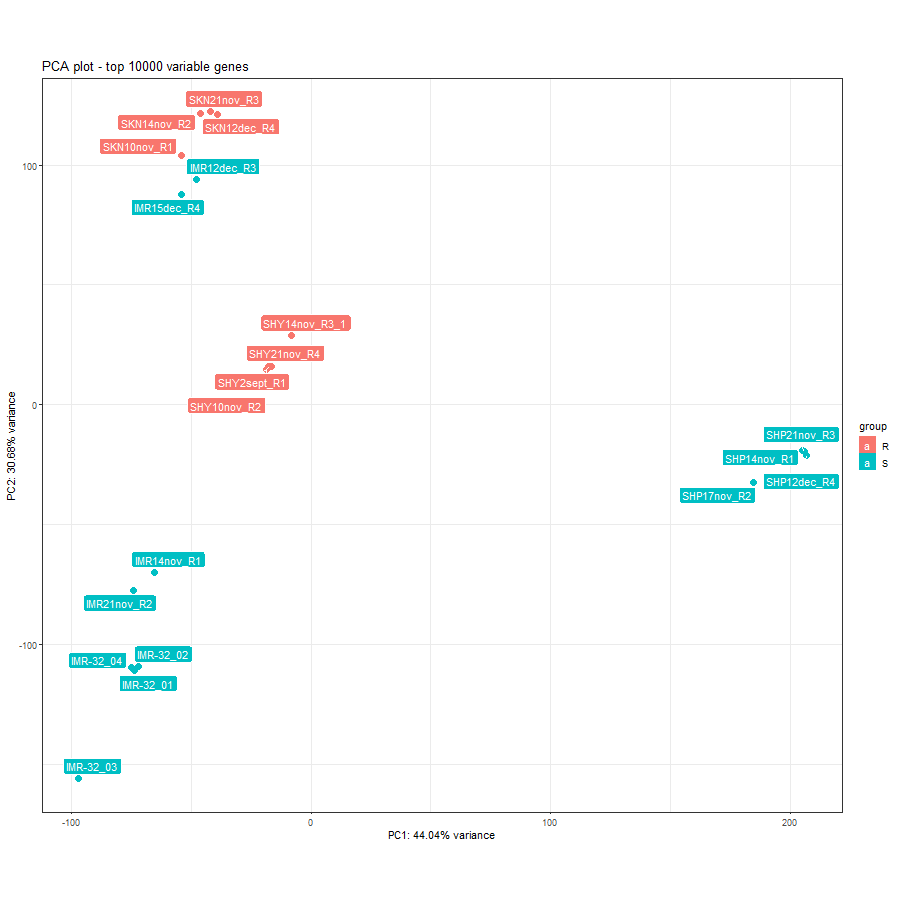 PCA plot - top 10000 variable genes
SKN21nov_R3
SKN14nov_R2
SKN12dec_R4
SKN10nov_R1
IMR12dec_R3
IMR15dec_R4
SHY14nov_R3_1
SHY21nov_R4
SHY2sept_R1
SHY10nov_R2
SHP21nov_R3
SHP14nov_R1
SHP12dec_R4
SHP17nov_R2
IMR14nov_R1
IMR21nov_R2
IMR-32_02
IMR-32_04
IMR-32_01
IMR-32_03
100
0
-100
PC2: 30.68% variance
-100
0
100
200
PC1: 44.04% variance
group
a R
a S